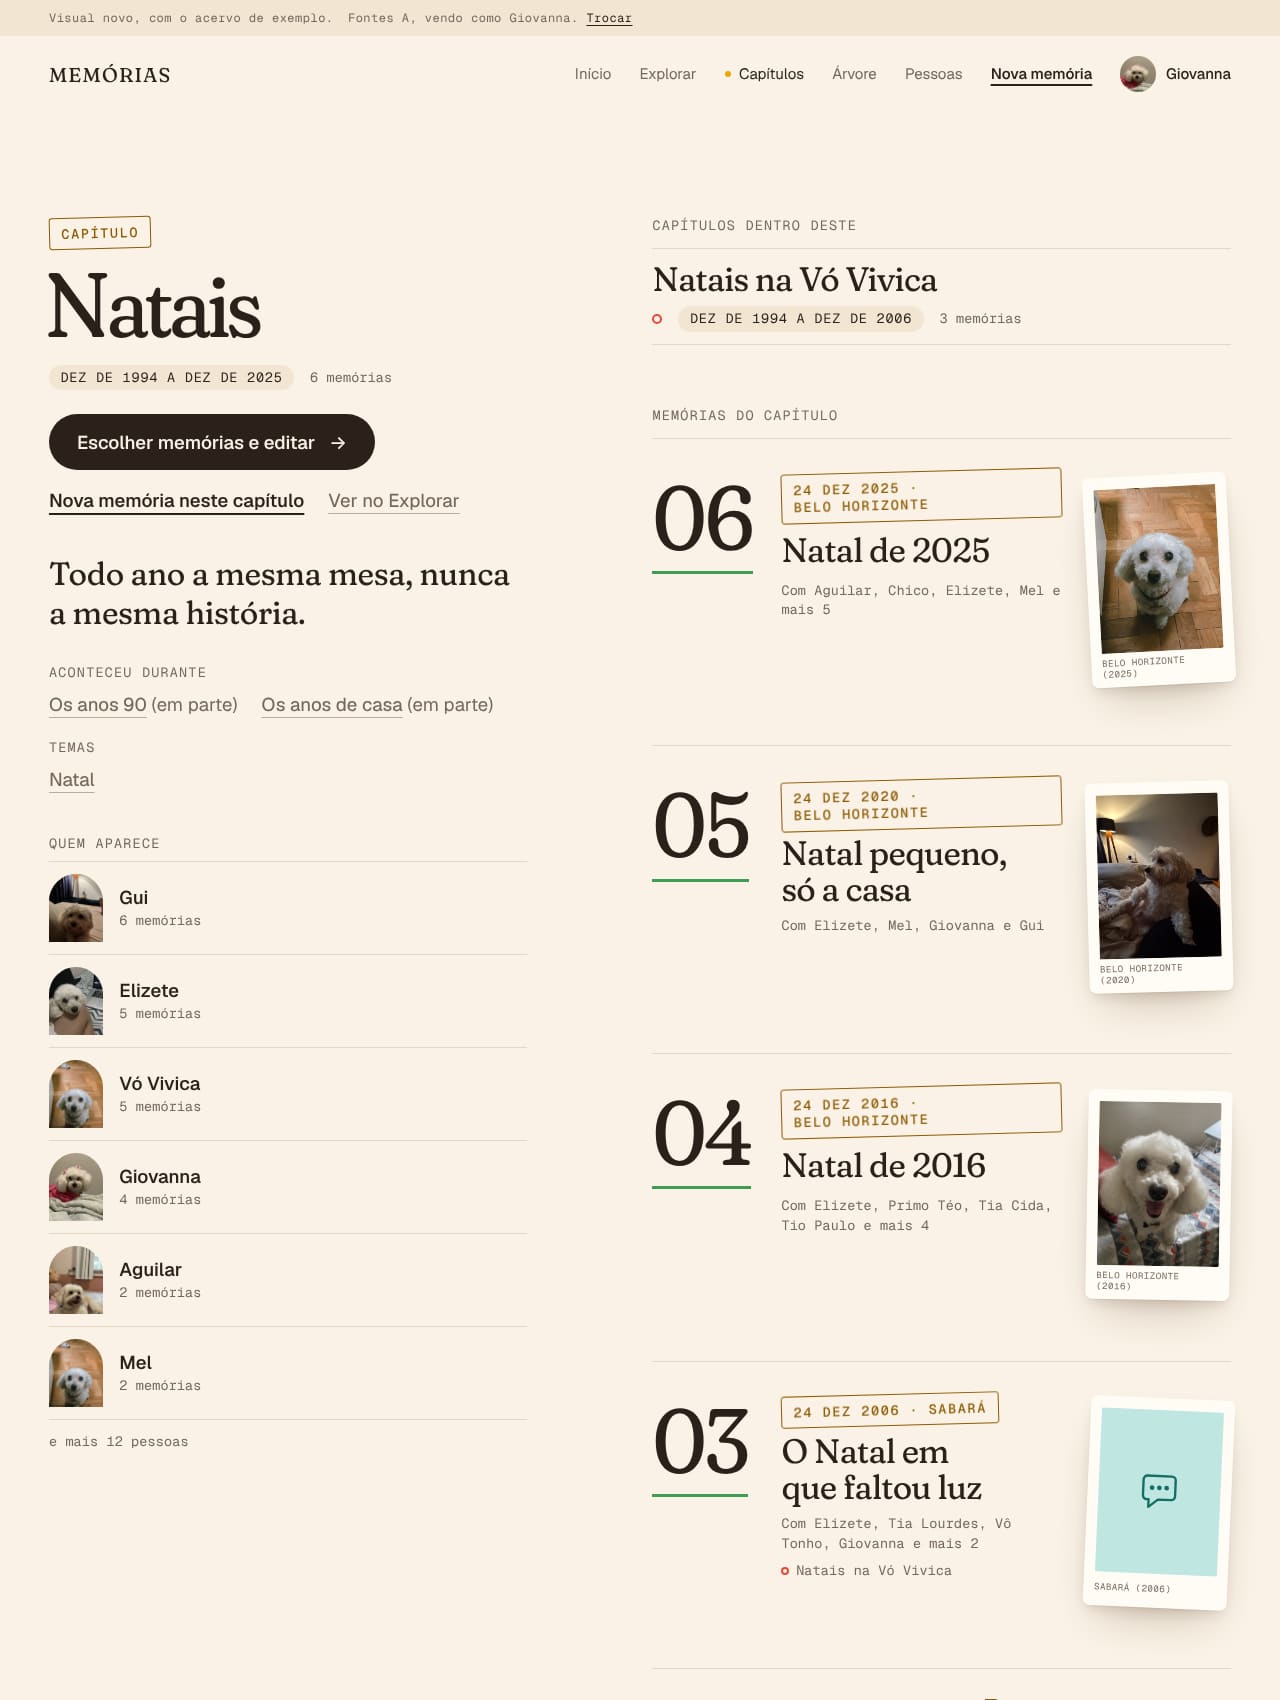 Visual novo, com o acervo de exemplo. Fontes A, vendo como Giovanna. Trocar
MEMÓRIAS
Início Explorar Capítulos Árvore Pessoas Nova memória Giovanna
CAPÍTULO
Natais
DEZ DE 1994 A DEZ DE 2025 6 memórias
Escolher memórias e editar →
Nova memória neste capítulo Ver no Explorar
Todo ano a mesma mesa, nunca
a mesma história.
ACONTECEU DURANTE
Os anos 90 (em parte) Os anos de casa (em parte)
TEMAS
Natal
QUEM APARECE
Gui
6 memórias
Elizete
5 memórias
Vó Vivica
5 memórias
Giovanna
4 memórias
Aguilar
2 memórias
Mel
2 memórias
e mais 12 pessoas
CAPÍTULOS DENTRO DESTE
Natais na Vó Vivica
DEZ DE 1994 A DEZ DE 2006 3 memórias
MEMÓRIAS DO CAPÍTULO
06
24 DEZ 2025 ·
BELO HORIZONTE
Natal de 2025
Com Aguilar, Chico, Elizete, Mel e
mais 5
BELO HORIZONTE
(2025)
05
24 DEZ 2020 ·
BELO HORIZONTE
Natal pequeno,
só a casa
Com Elizete, Mel, Giovanna e Gui
BELO HORIZONTE
(2020)
04
24 DEZ 2016 ·
BELO HORIZONTE
Natal de 2016
Com Elizete, Primo Téo, Tia Cida,
Tio Paulo e mais 4
BELO HORIZONTE
(2016)
03
24 DEZ 2006 · SABARÁ
O Natal em
que faltou luz
Com Elizete, Tia Lourdes, Vô
Tonho, Giovanna e mais 2
Natais na Vó Vivica
SABARÁ (2006)